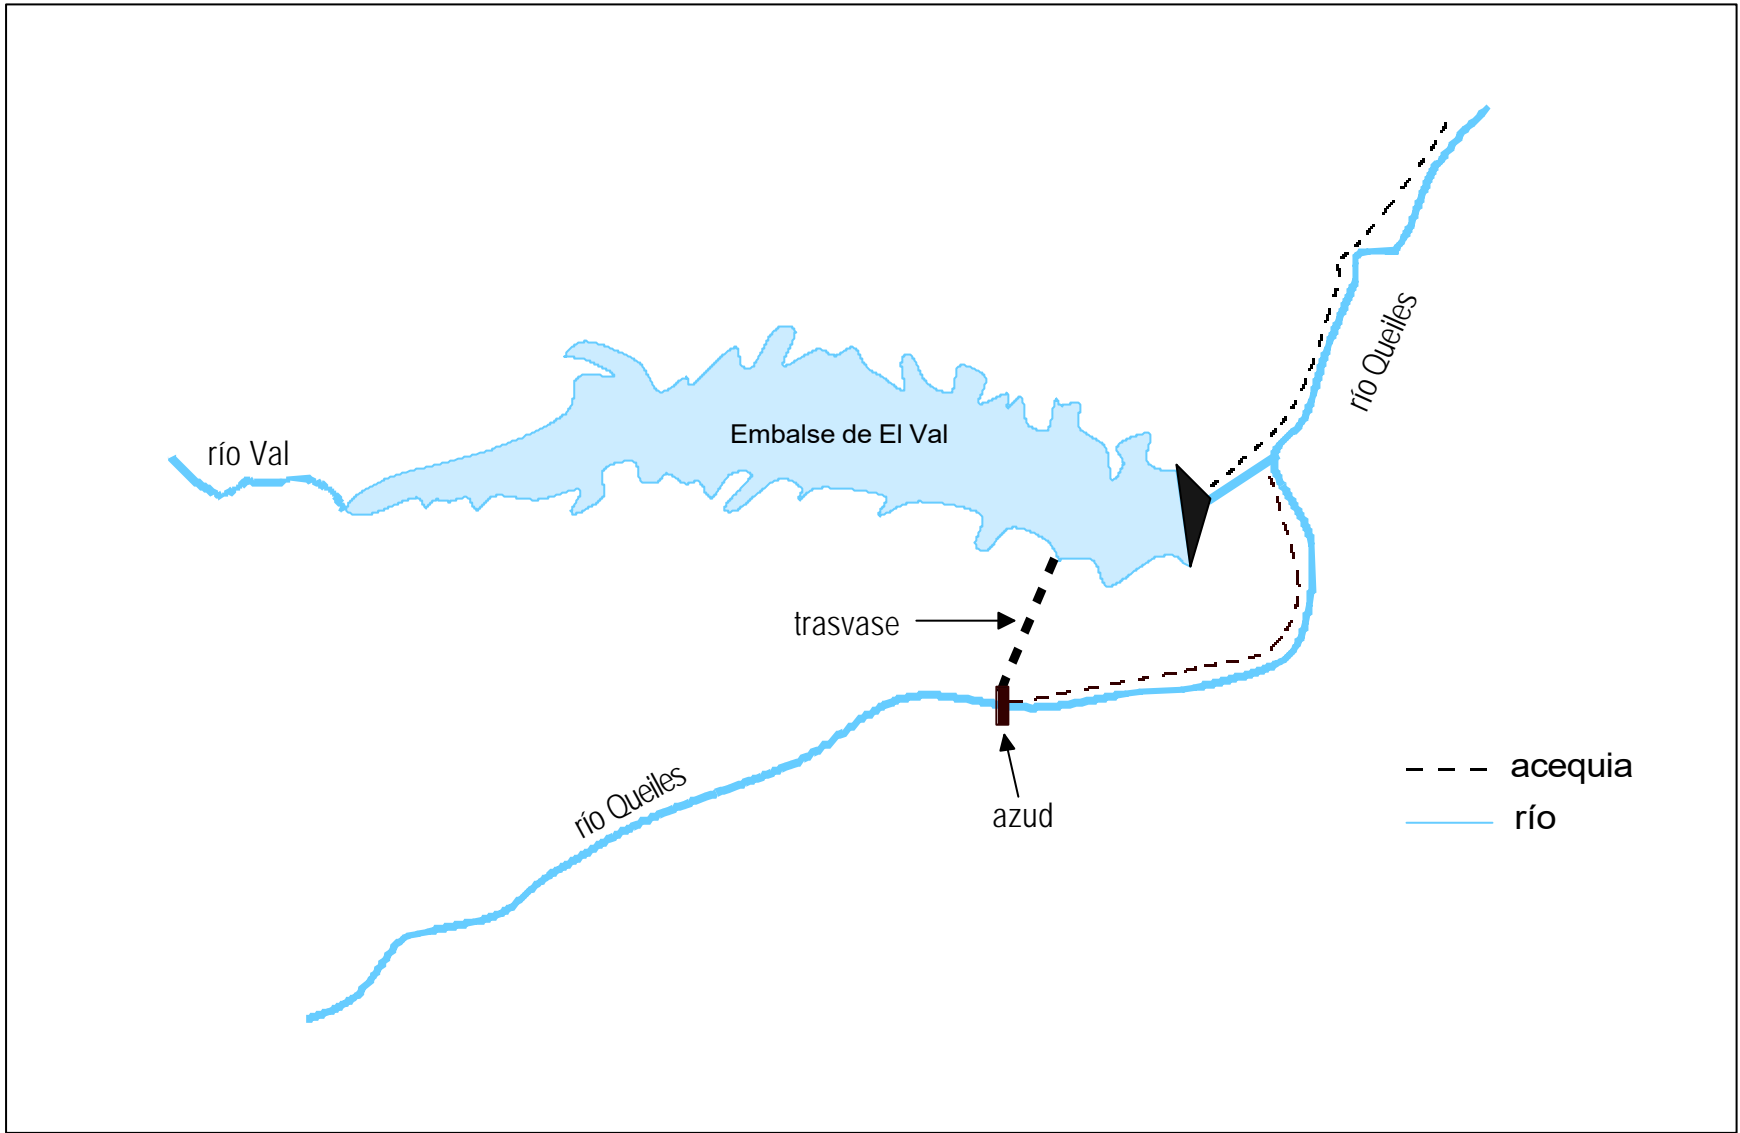 río Queiles
río Val
Embalse de El Val
trasvase
río Queiles
azud
acequia
río